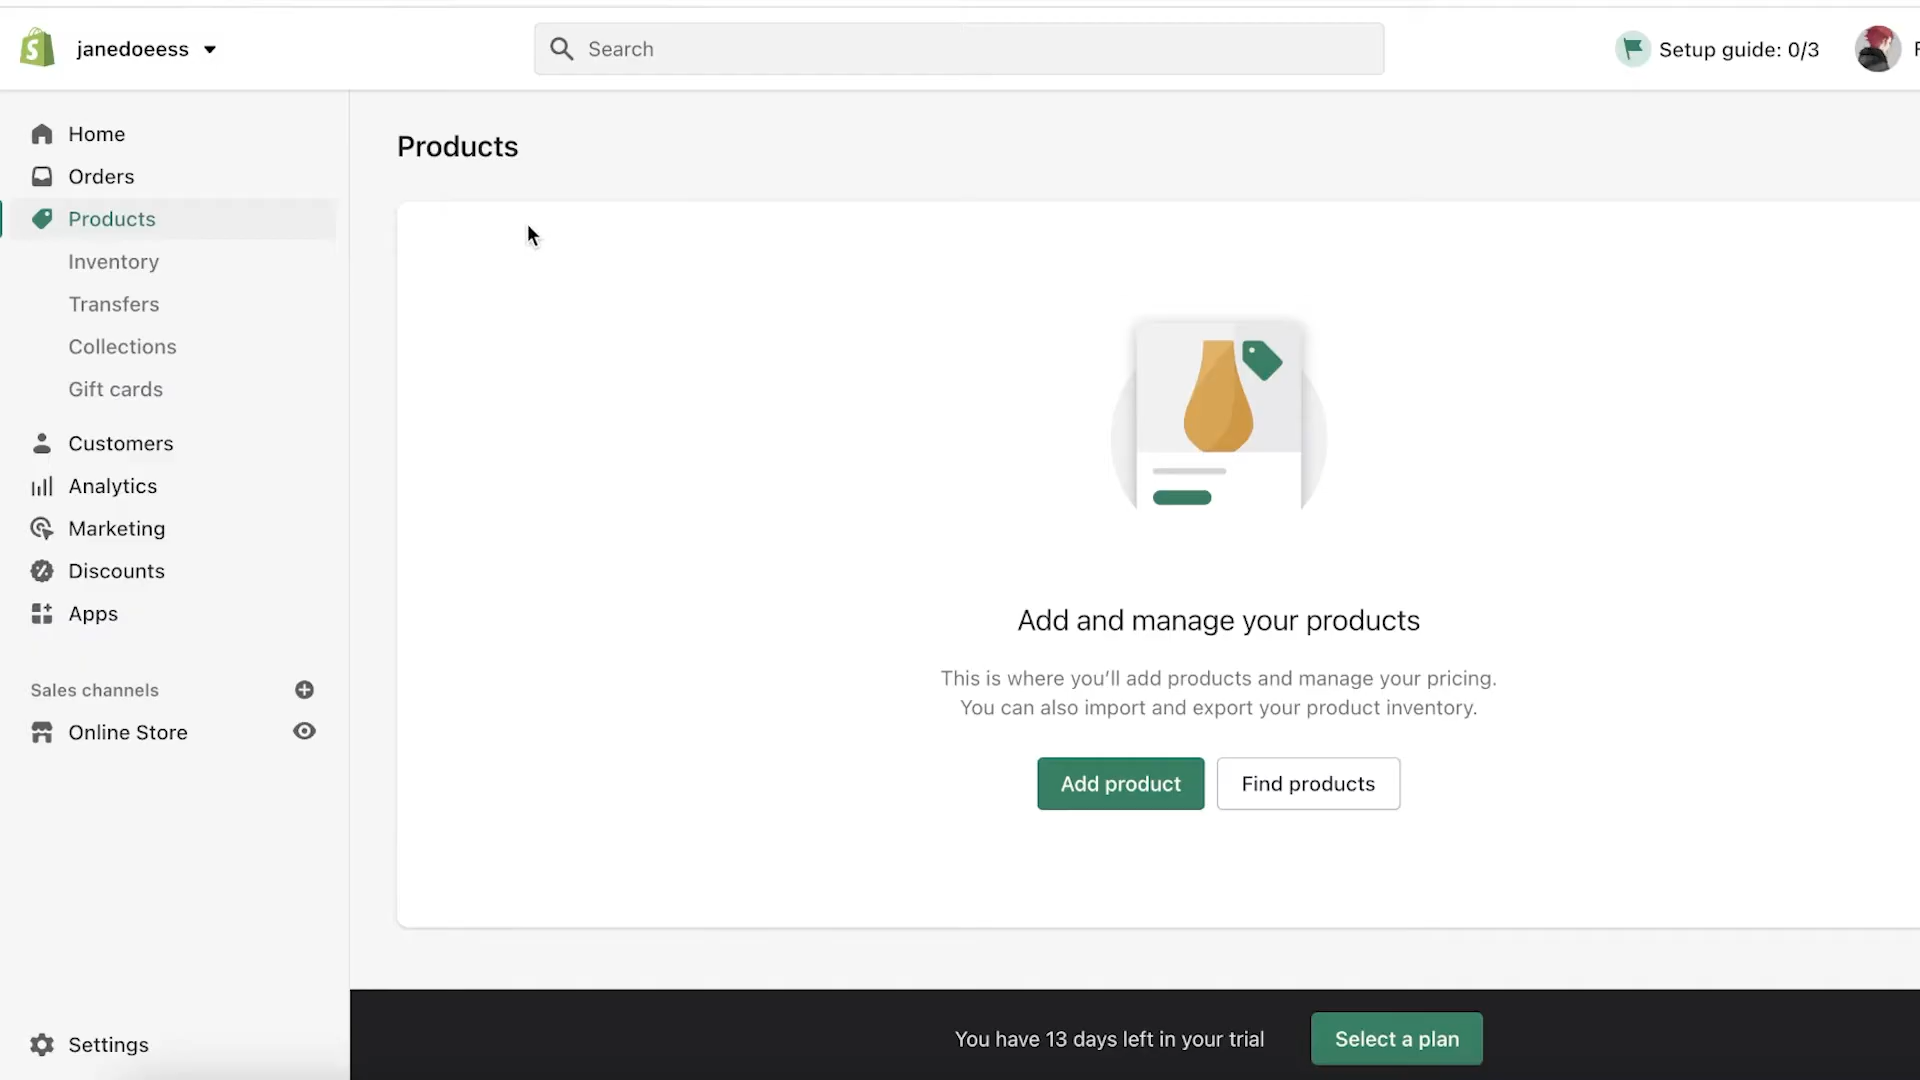 janedoeess
Search
Setup guide: 0/3
Home
Orders
Products
Inventory
Transfers
Collections
Gift cards
Customers
Analytics
Marketing
Discounts
Apps
Sales channels
Online Store
Settings
Products
Add and manage your products
This is where you’ll add products and manage your pricing.
You can also import and export your product inventory.
Add product
Find products
You have 13 days left in your trial
Select a plan